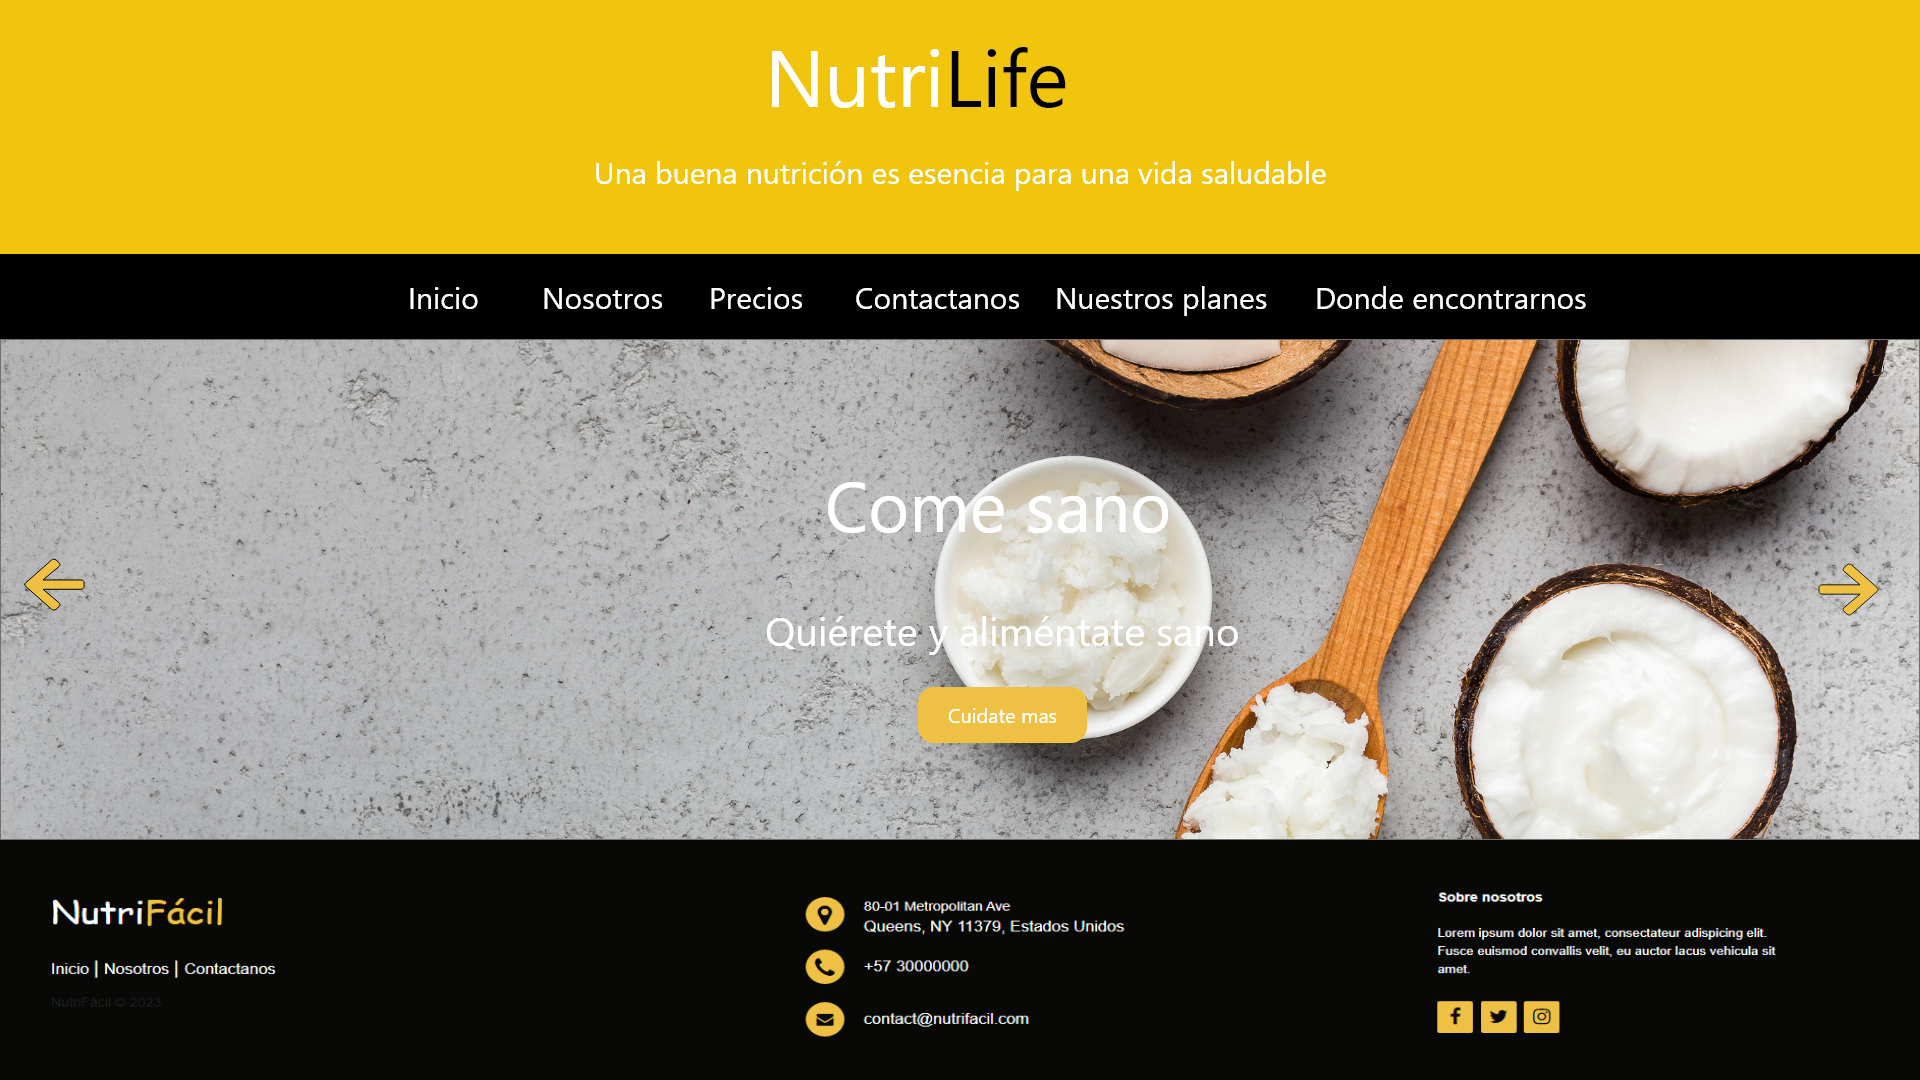 NutriLife
Una buena nutrición es esencia para una vida saludable
Inicio Nosotros Precios Contactanos Nuestros planes Donde encontrarnos
Come sano
Quiérete y aliméntate sano
Cuidate mas
NutriFácil
Inicio | Nosotros | Contactanos
NutriFácil © 2023
80-01 Metropolitan Ave
Queens, NY 11379, Estados Unidos
+57 30000000
contact@nutrifacil.com
Sobre nosotros
Lorem ipsum dolor sit amet, consectateur adispicing elit.
Fusce euismod convallis velit, eu auctor lacus vehicula sit
amet.